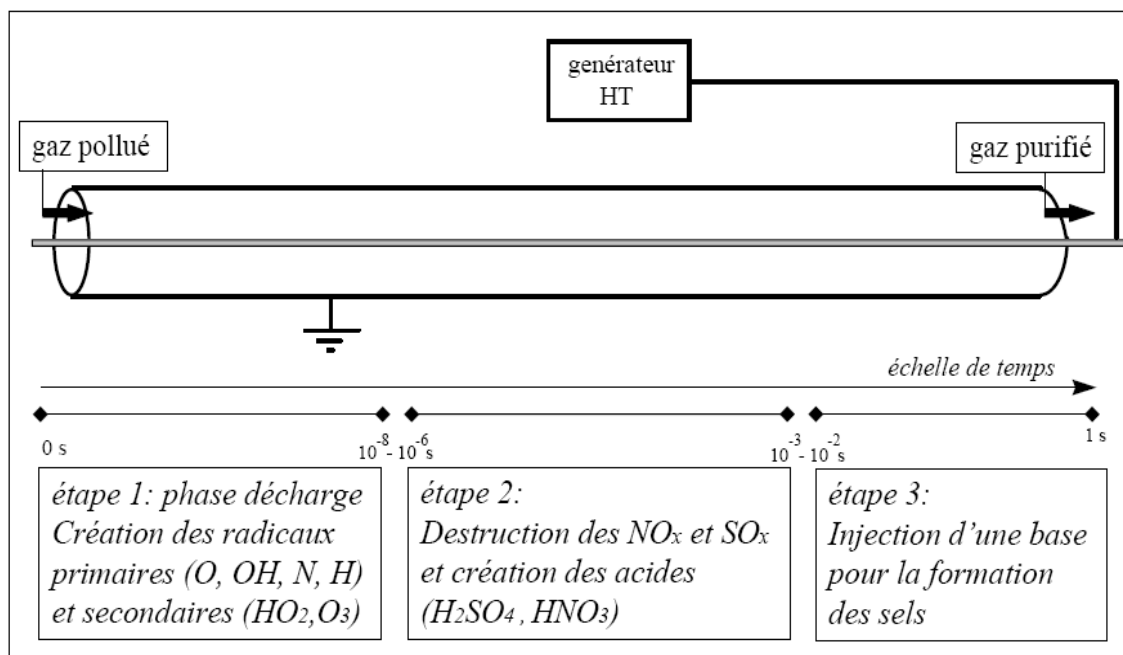 genérateur
HT
gaz pollué
gaz purifié
échelle de temps
0 s
10⁻⁸- 10⁻⁶s
10⁻³- 10⁻²s
1 s
étape 1: phase décharge
Création des radicaux
primaires (O, OH, N, H)
et secondaires (HO₂,O₃)
étape 2:
Destruction des NOₓ et SOₓ
et création des acides
(H₂SO₄ , HNO₃)
étape 3:
Injection d’une base
pour la formation
des sels